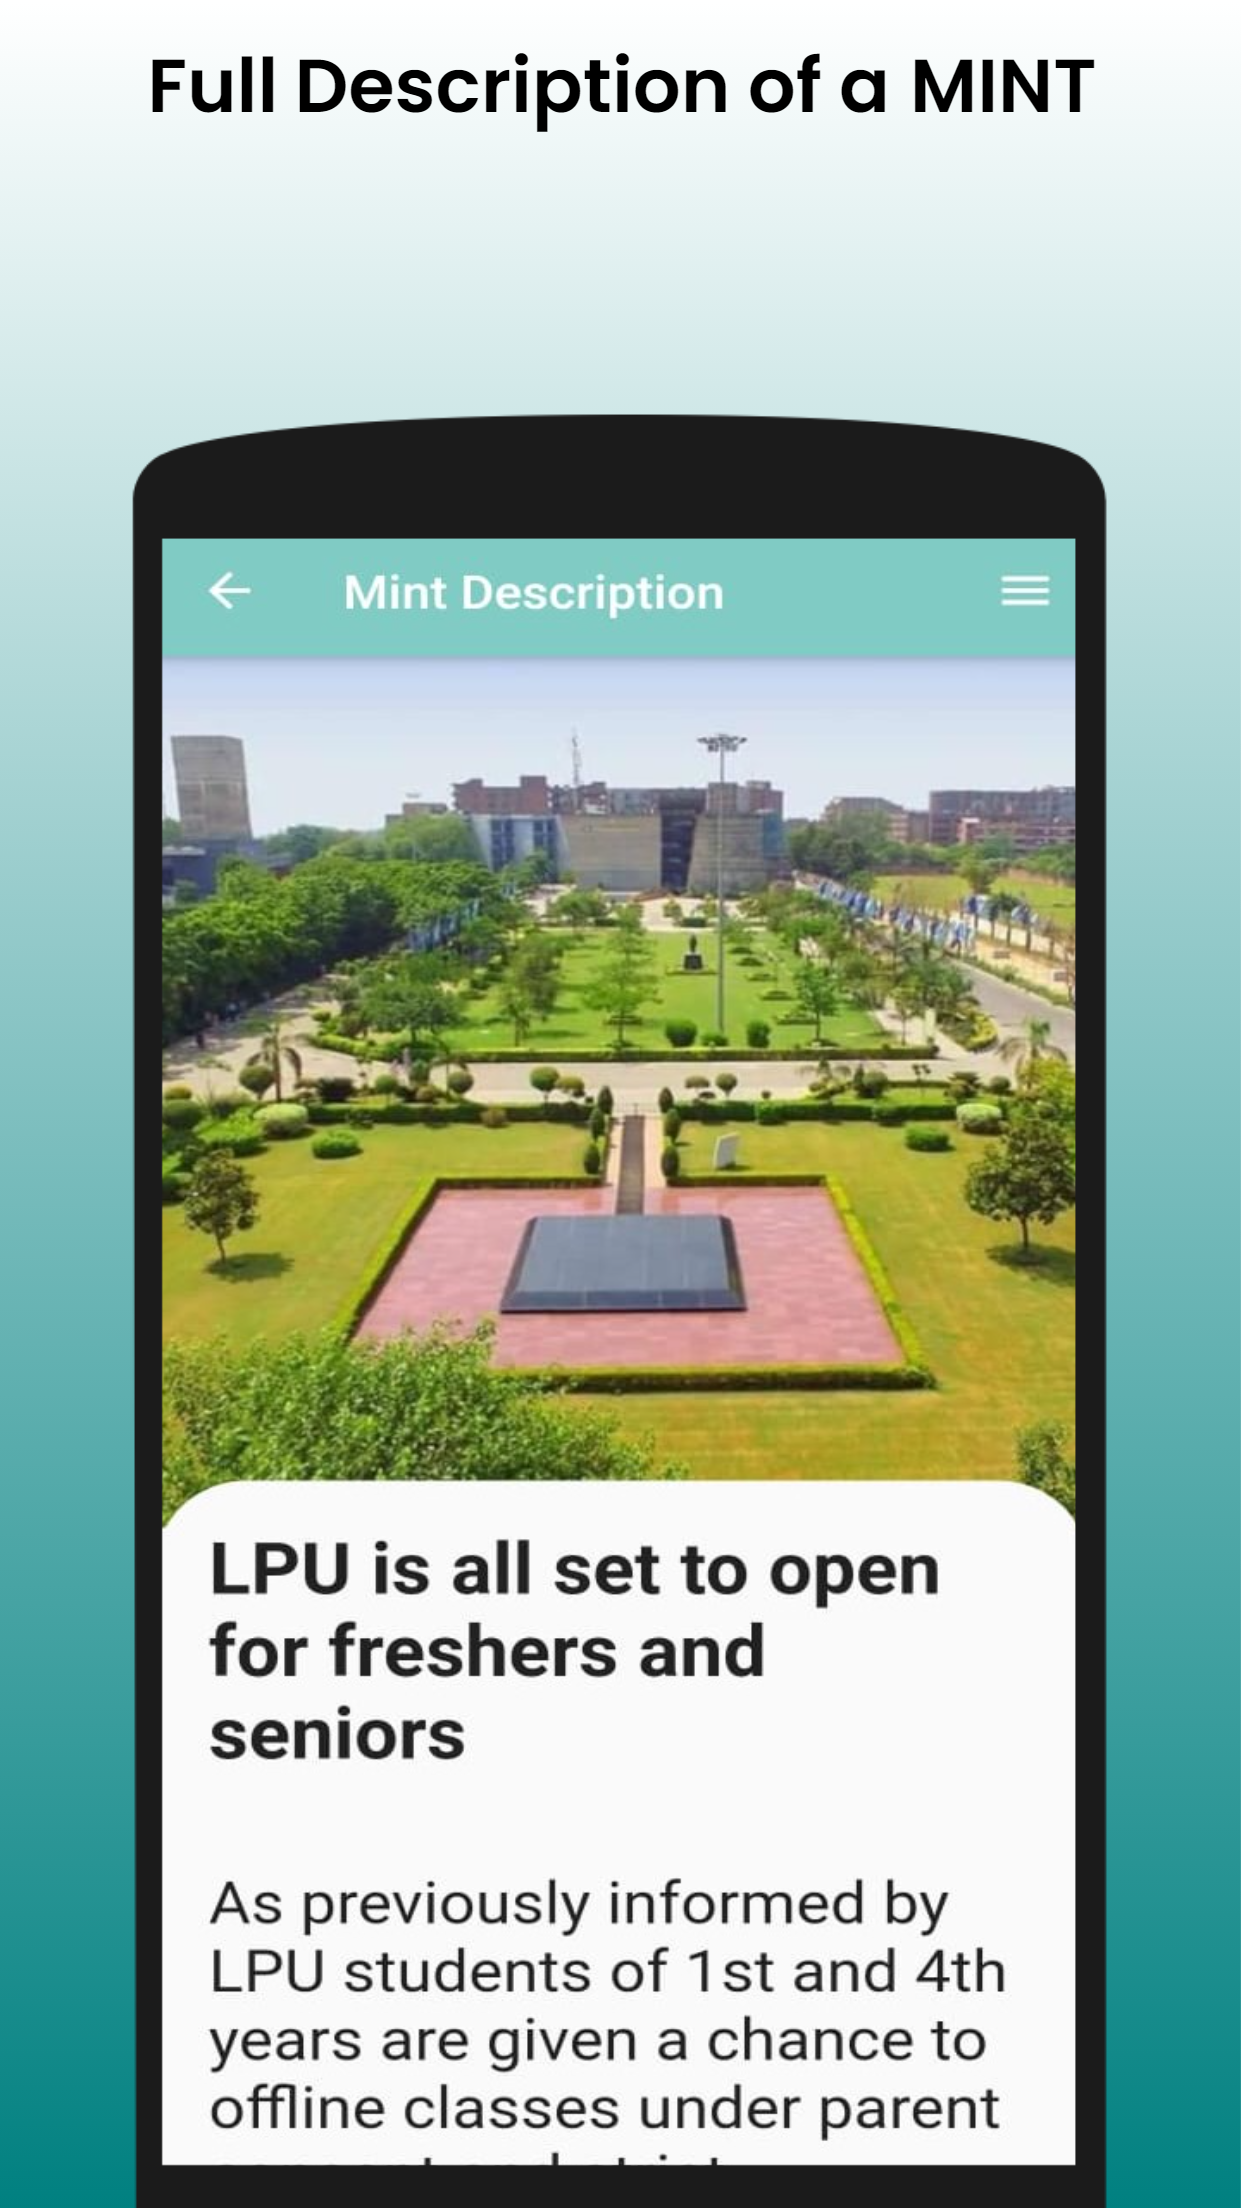 Full Description of a MINT
Mint Description
LPU is all set to open
for freshers and
seniors
As previously informed by
LPU students of 1st and 4th
years are given a chance to
offline classes under parent